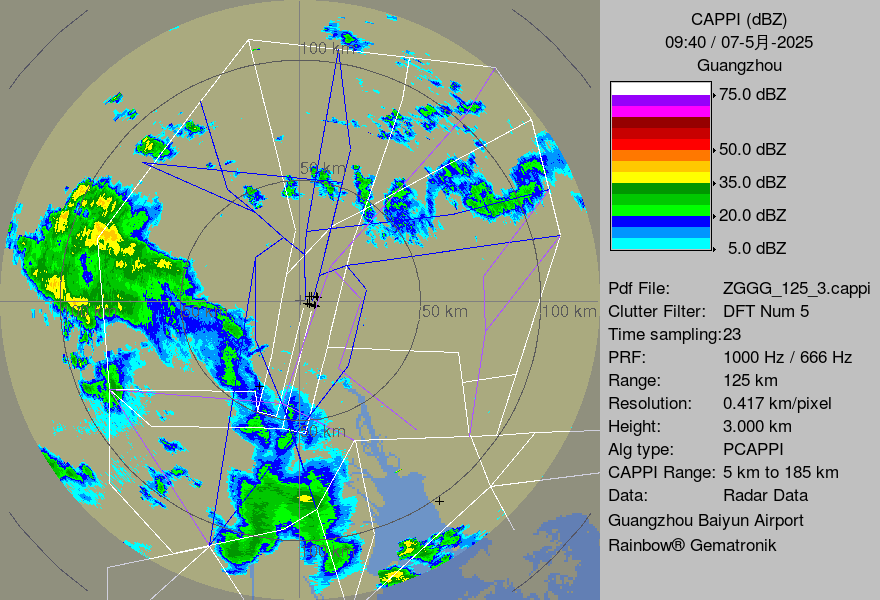 CAPPI (dBZ)
09:40 / 07-5月-2025
Guangzhou
75.0 dBZ
50.0 dBZ
35.0 dBZ
20.0 dBZ
5.0 dBZ
Pdf File: ZGGG_125_3.cappi
Clutter Filter: DFT Num 5
Time sampling:23
PRF: 1000 Hz / 666 Hz
Range: 125 km
Resolution: 0.417 km/pixel
Height: 3.000 km
Alg type: PCAPPI
CAPPI Range: 5 km to 185 km
Data: Radar Data
Guangzhou Baiyun Airport
Rainbow® Gematronik
100 km
50 km
50 km
100 km